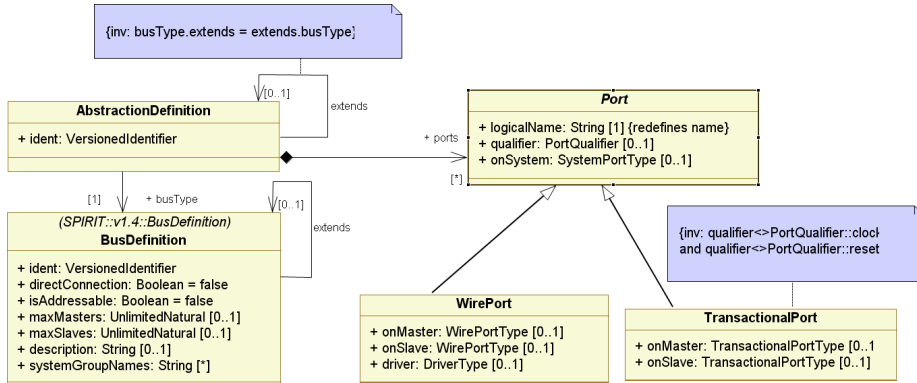 {inv: busType.extends = extends.busType}
[0..1]
extends
AbstractionDefinition
+ ident: VersionedIdentifier
+ ports
[*]
Port
+ logicalName: String [1] {redefines name}
+ qualifier: PortQualifier [0..1]
+ onSystem: SystemPortType [0..1]
[1]
+ busType
[0..1]
extends
(SPIRIT::v1.4::BusDefinition)
BusDefinition
+ ident: VersionedIdentifier
+ directConnection: Boolean = false
+ isAddressable: Boolean = false
+ maxMasters: UnlimitedNatural [0..1]
+ maxSlaves: UnlimitedNatural [0..1]
+ description: String [0..1]
+ systemGroupNames: String [*]
{inv: qualifier<>PortQualifier::clock
and qualifier<>PortQualifier::reset
WirePort
+ onMaster: WirePortType [0..1]
+ onSlave: WirePortType [0..1]
+ driver: DriverType [0..1]
TransactionalPort
+ onMaster: TransactionalPortType [0..1
+ onSlave: TransactionalPortType [0..1]